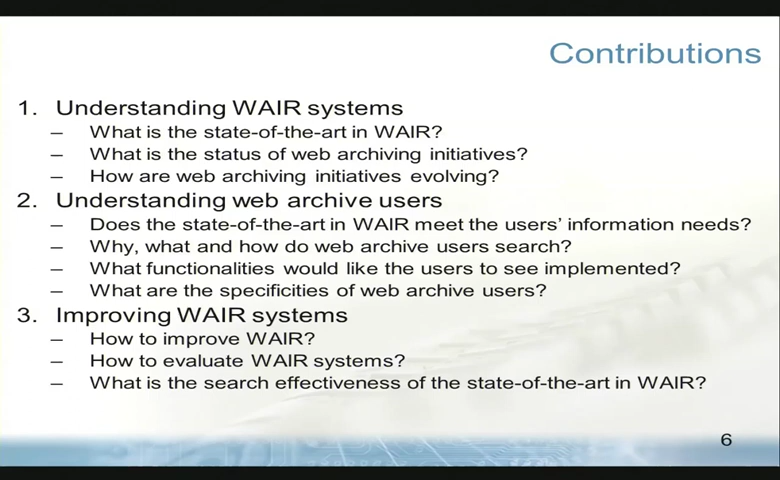 Contributions
1. Understanding WAIR systems
– What is the state-of-the-art in WAIR?
– What is the status of web archiving initiatives?
– How are web archiving initiatives evolving?
2. Understanding web archive users
– Does the state-of-the-art in WAIR meet the users' information needs?
– Why, what and how do web archive users search?
– What functionalities would like the users to see implemented?
– What are the specificities of web archive users?
3. Improving WAIR systems
– How to improve WAIR?
– How to evaluate WAIR systems?
– What is the search effectiveness of the state-of-the-art in WAIR?
6